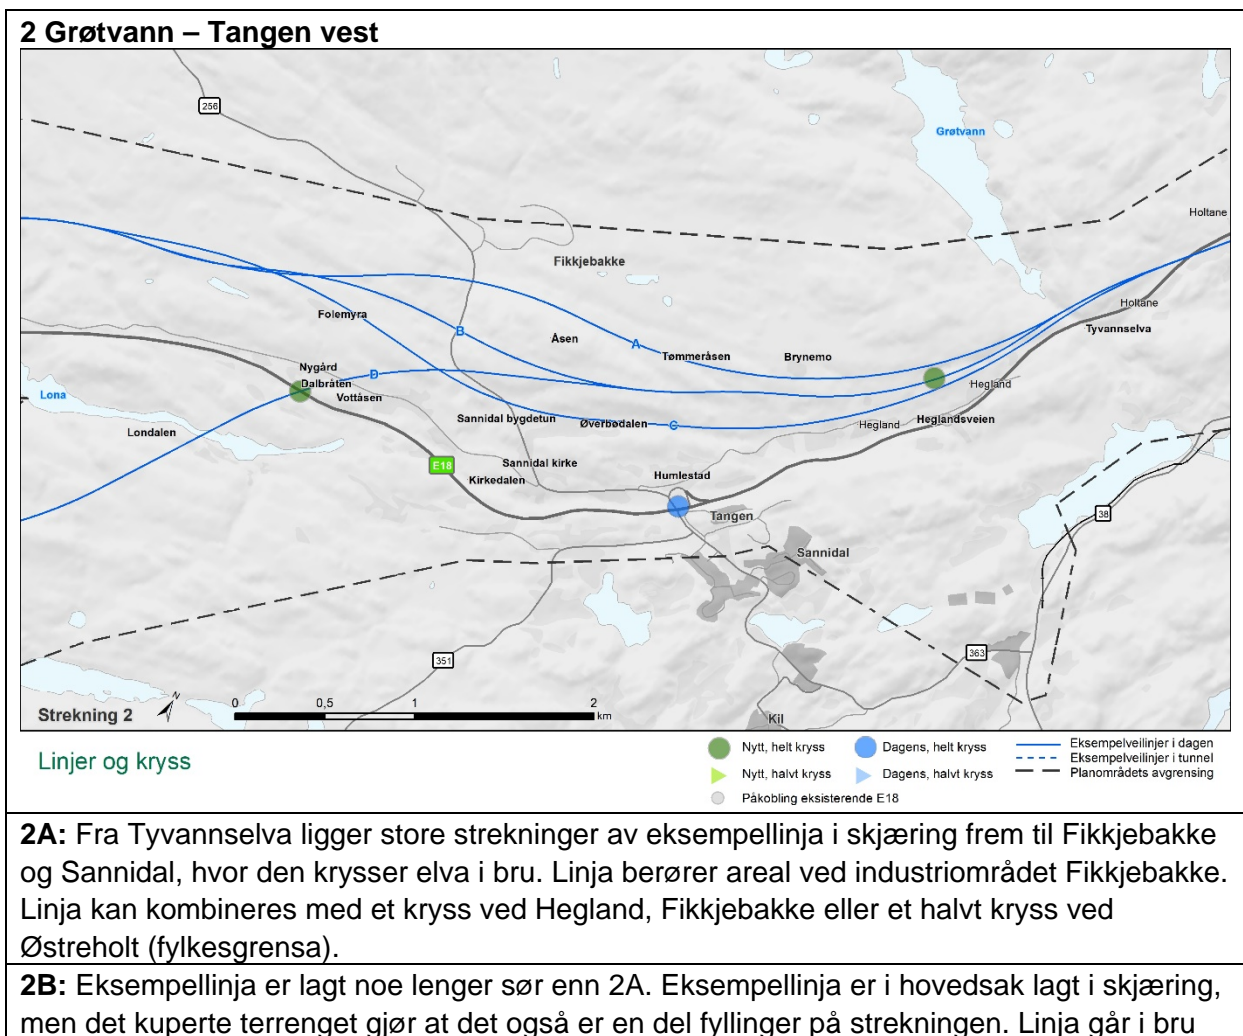 2 Grøtvann – Tangen vest
256
Grøtvann
Holtane
Fikkjebakke
Holtane
Folemyra
Tyvannselva
B
Åsen
A
Tømmeråsen
Brynemo
Nygård
D
Dalbråten
Hegland
Lona
Vottåsen
Sannidal bygdetun
Øverbødalen
C
Hegland
Heglandsveien
Londalen
Sannidal kirke
E18
Kirkedalen
Humlestad
Tangen
38
Sannidal
351
363
Strekning 2
N
0 0,5 1 2
km
Kil
Linjer og kryss
Nytt, helt kryss
Dagens, helt kryss
Eksempelveilinjer i dagen
Eksempelveilinjer i tunnel
Nytt, halvt kryss
Dagens, halvt kryss
Planområdets avgrensing
Påkobling eksisterende E18
2A: Fra Tyvannselva ligger store strekninger av eksempellinja i skjæring frem til Fikkjebakke
og Sannidal, hvor den krysser elva i bru. Linja berører areal ved industriområdet Fikkjebakke.
Linja kan kombineres med et kryss ved Hegland, Fikkjebakke eller et halvt kryss ved
Østreholt (fylkesgrensa).
2B: Eksempellinja er lagt noe lenger sør enn 2A. Eksempellinja er i hovedsak lagt i skjæring,
men det kuperte terrenget gjør at det også er en del fyllinger på strekningen. Linja går i bru